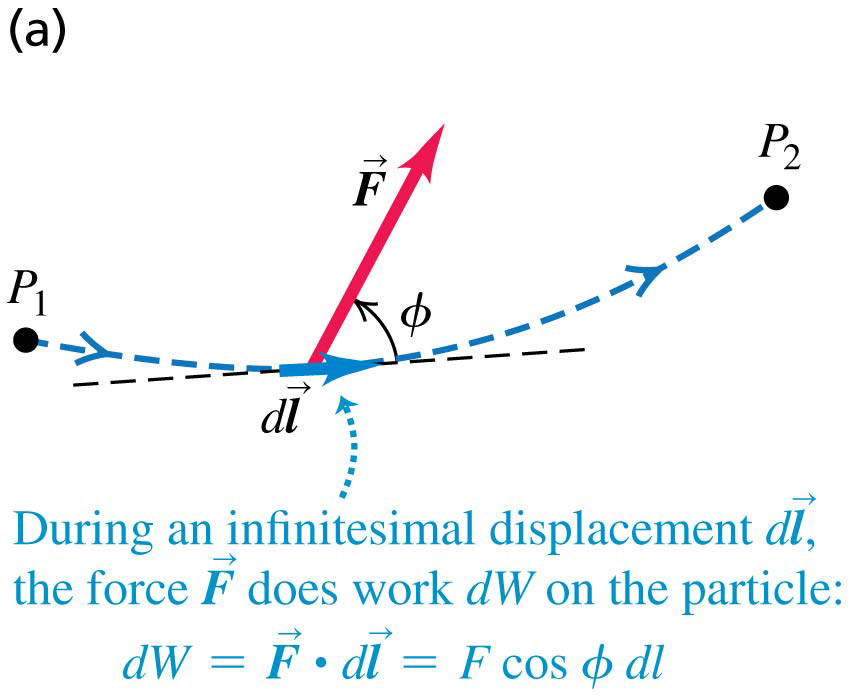 (a)
P₂
F⃗
P₁
ϕ
dl⃗
During an infinitesimal displacement dl⃗,
the force F⃗ does work dW on the particle:
dW = F⃗ • dl⃗ = F cos ϕ dl